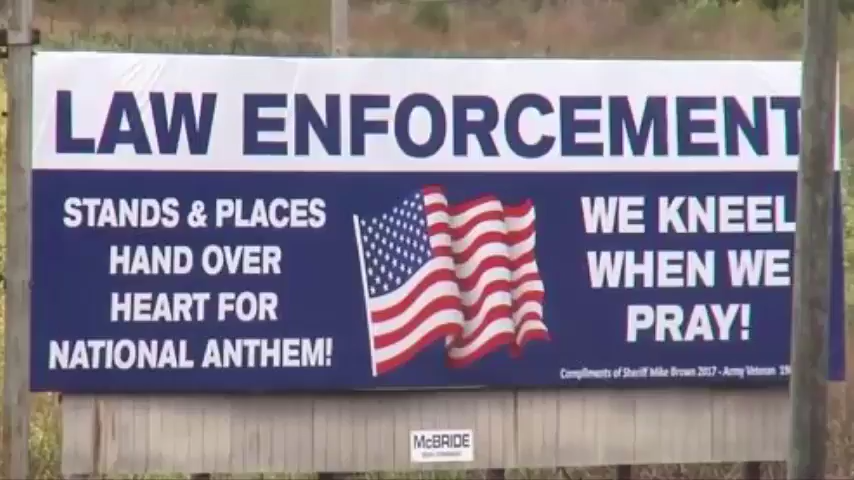 LAW ENFORCEMENT
STANDS & PLACES
HAND OVER
HEART FOR
NATIONAL ANTHEM!
WE KNEEL
WHEN WE
PRAY!
Compliments of Sheriff Mike Brown 2017 - Army Veteran
McBRIDE